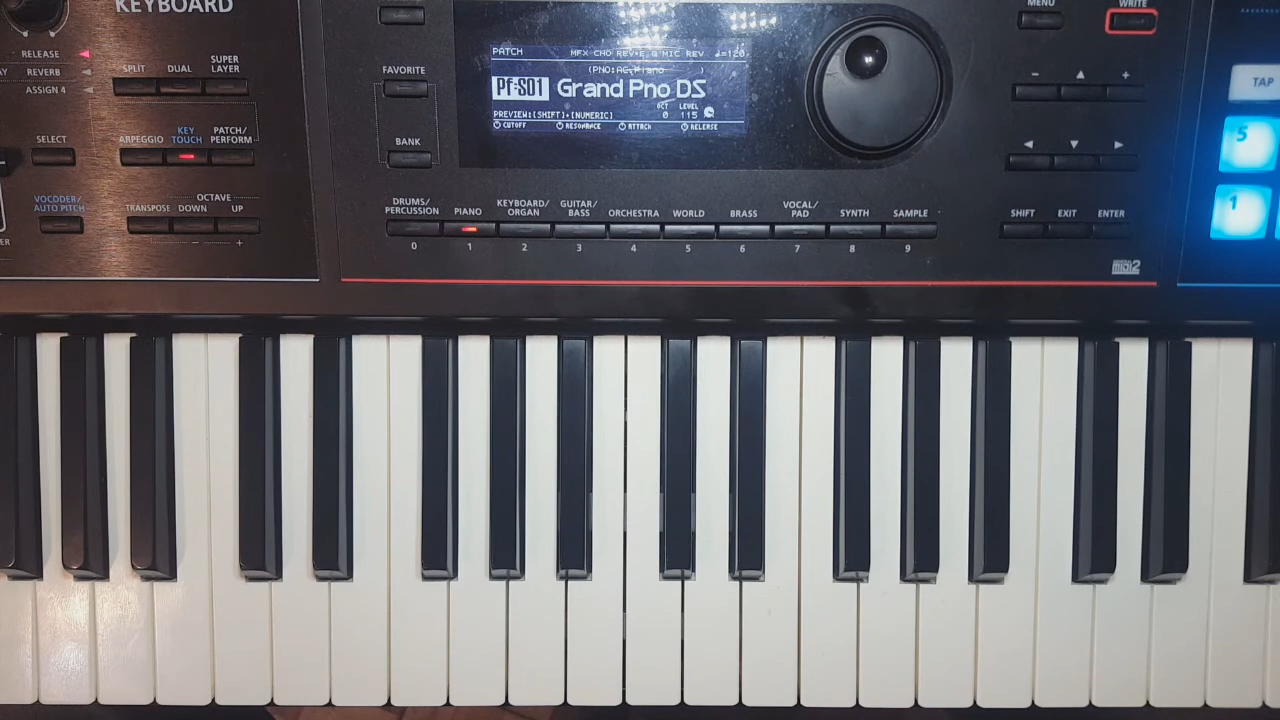 KEYBOARD
RELEASE
REVERB
ASSIGN 4
SPLIT DUAL SUPER LAYER
SELECT
ARPEGGIO KEY TOUCH PATCH/PERFORM
VOCODER/AUTO PITCH
OCTAVE
TRANSPOSE DOWN UP
− +
FAVORITE
BANK
PATCH MFX CHO REV+E.Q MIC REV ♩=120
(PNO:AC.Piano )
Pf:S01 Grand Pno DS
OCT LEVEL
PREVIEW:[SHIFT]+[NUMERIC] 0 115
CUTOFF RESONANCE ATTACK RELEASE
DRUMS/PERCUSSION PIANO KEYBOARD/ORGAN GUITAR/BASS ORCHESTRA WORLD BRASS VOCAL/PAD SYNTH SAMPLE
0 1 2 3 4 5 6 7 8 9
MENU WRITE
− ▲ +
◀ ▼ ▶
SHIFT EXIT ENTER
GENERAL MIDI2
TAP
5
1